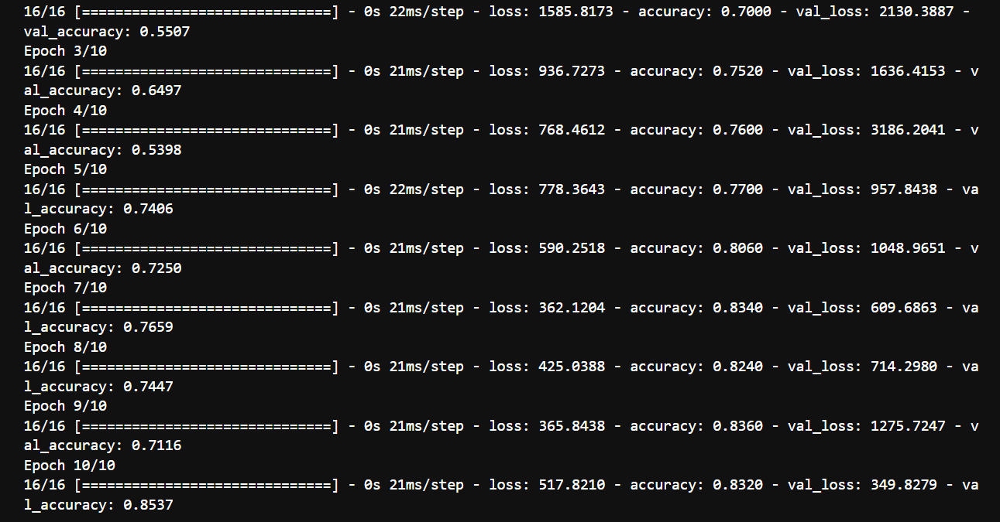 16/16 [==============================] - 0s 22ms/step - loss: 1585.8173 - accuracy: 0.7000 - val_loss: 2130.3887 -
val_accuracy: 0.5507
Epoch 3/10
16/16 [==============================] - 0s 21ms/step - loss: 936.7273 - accuracy: 0.7520 - val_loss: 1636.4153 - v
al_accuracy: 0.6497
Epoch 4/10
16/16 [==============================] - 0s 21ms/step - loss: 768.4612 - accuracy: 0.7600 - val_loss: 3186.2041 - v
al_accuracy: 0.5398
Epoch 5/10
16/16 [==============================] - 0s 22ms/step - loss: 778.3643 - accuracy: 0.7700 - val_loss: 957.8438 - va
l_accuracy: 0.7406
Epoch 6/10
16/16 [==============================] - 0s 21ms/step - loss: 590.2518 - accuracy: 0.8060 - val_loss: 1048.9651 - v
al_accuracy: 0.7250
Epoch 7/10
16/16 [==============================] - 0s 21ms/step - loss: 362.1204 - accuracy: 0.8340 - val_loss: 609.6863 - va
l_accuracy: 0.7659
Epoch 8/10
16/16 [==============================] - 0s 21ms/step - loss: 425.0388 - accuracy: 0.8240 - val_loss: 714.2980 - va
l_accuracy: 0.7447
Epoch 9/10
16/16 [==============================] - 0s 21ms/step - loss: 365.8438 - accuracy: 0.8360 - val_loss: 1275.7247 - v
al_accuracy: 0.7116
Epoch 10/10
16/16 [==============================] - 0s 21ms/step - loss: 517.8210 - accuracy: 0.8320 - val_loss: 349.8279 - va
l_accuracy: 0.8537